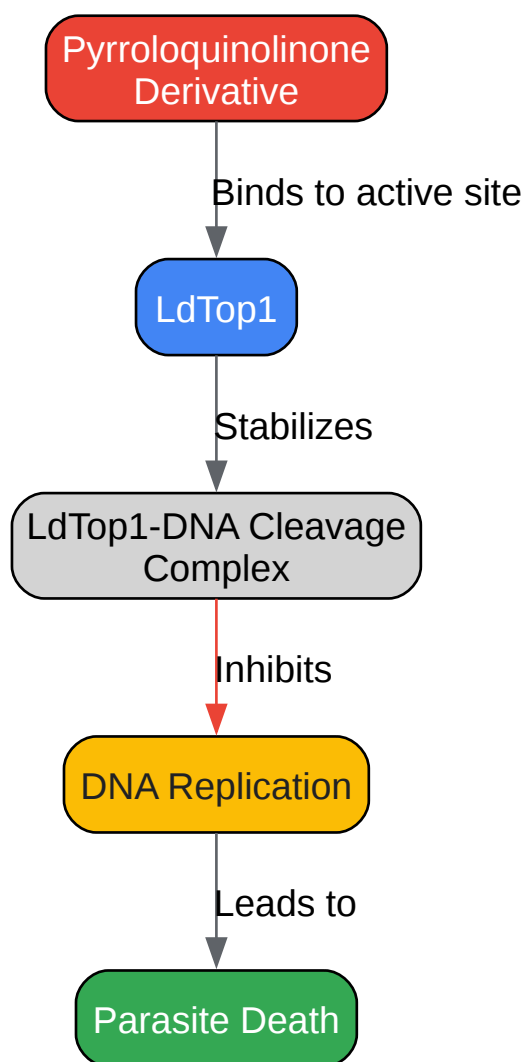 Pyrroloquinolinone
Derivative
Binds to active site
LdTop1
Stabilizes
LdTop1-DNA Cleavage
Complex
Inhibits
DNA Replication
Leads to
Parasite Death